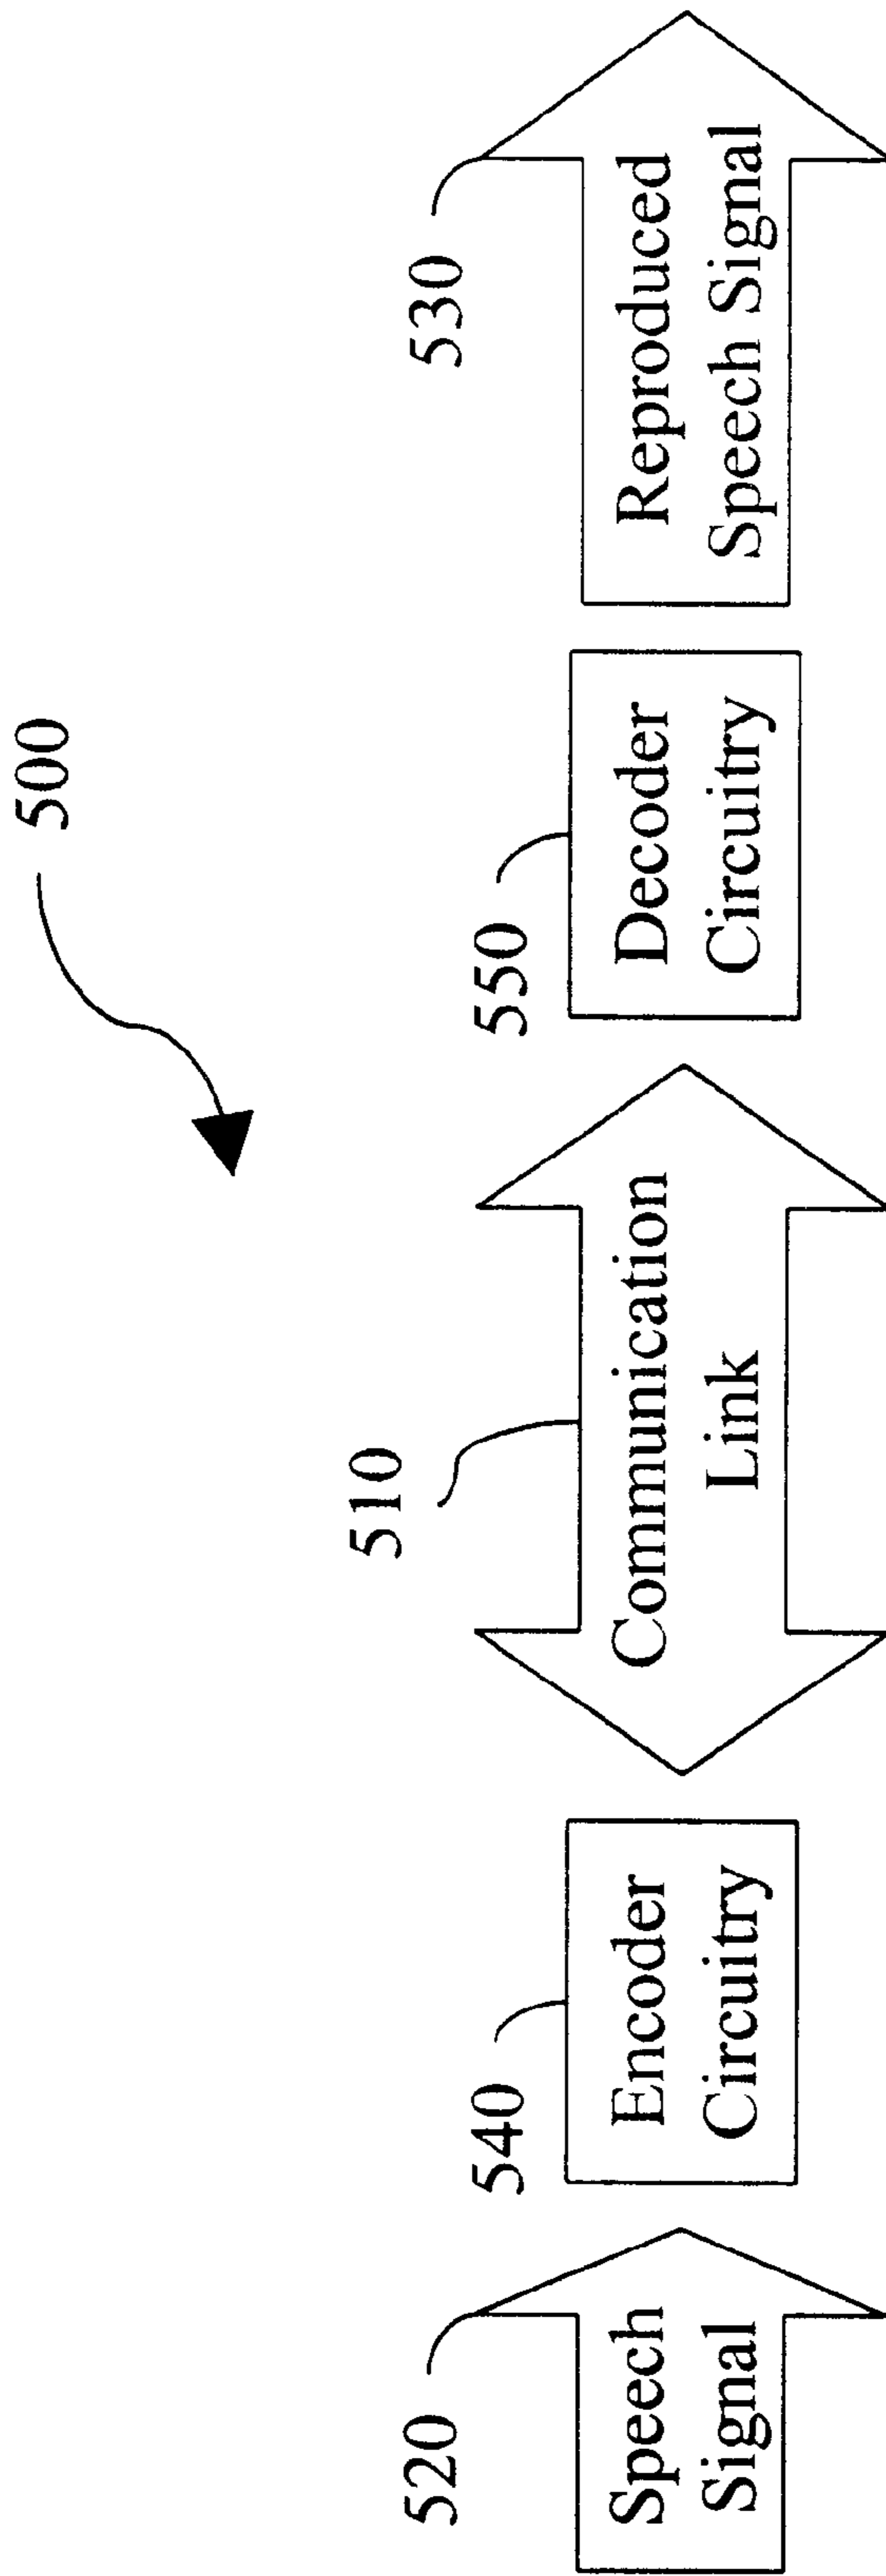 500
520
Speech
Signal
540
Encoder
Circuitry
510
Communication
Link
550
Decoder
Circuitry
530
Reproduced
Speech Signal